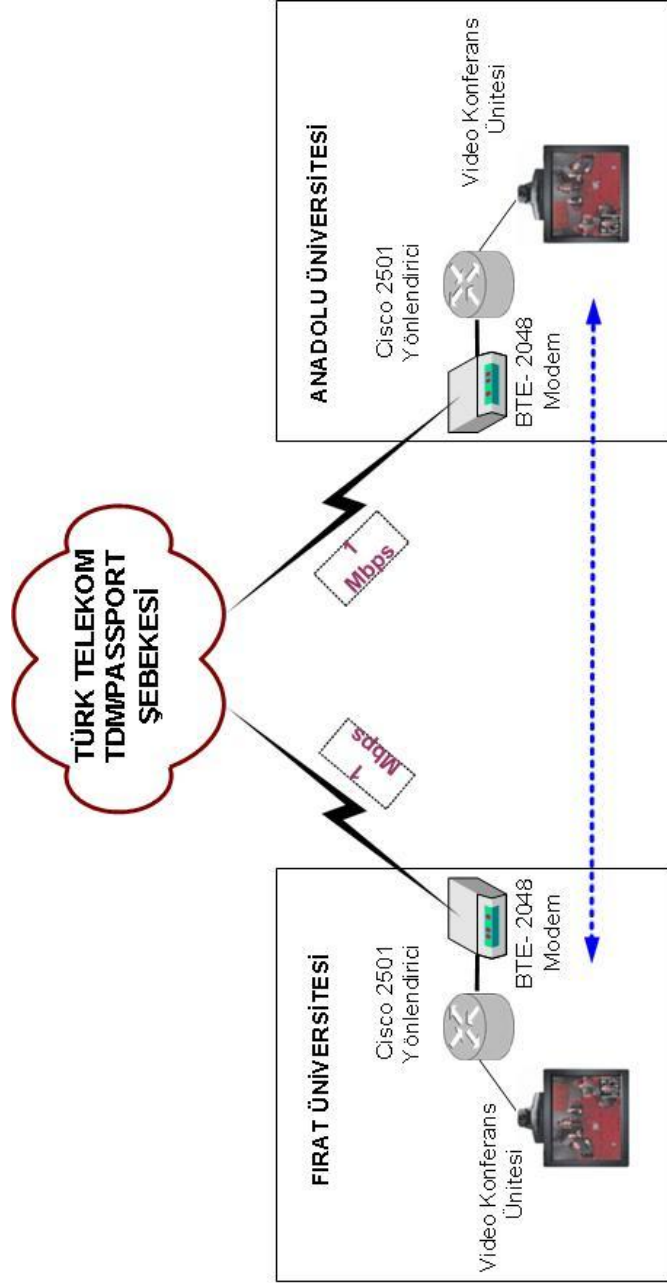 TÜRK TELEKOM
TDM/PASSPORT
ŞEBEKESİ
1
Mbps
1
Mbps
FIRAT ÜNİVERSİTESİ
Cisco 2501
Yönlendirici
Video Konferans
Ünitesi
BTE- 2048
Modem
ANADOLU ÜNİVERSİTESİ
Cisco 2501
Yönlendirici
Video Konferans
Ünitesi
BTE- 2048
Modem